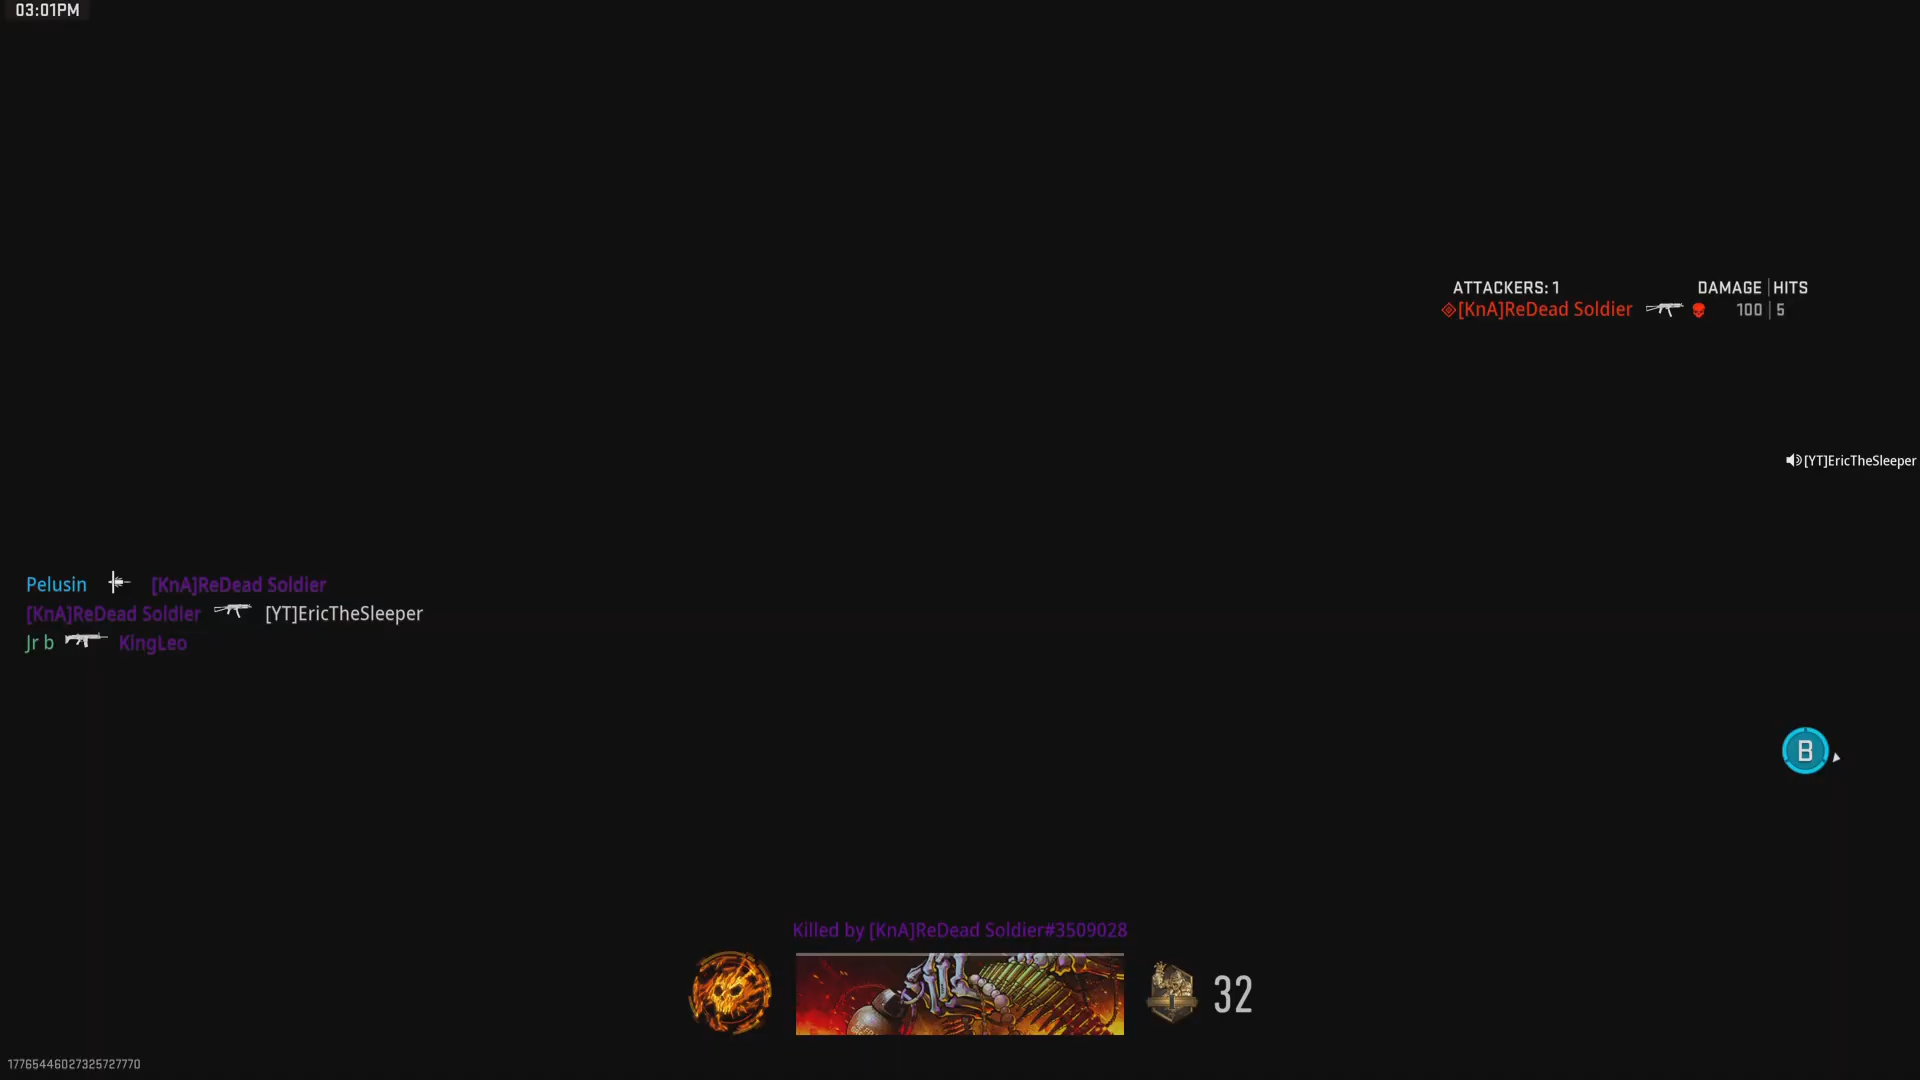 03:01PM
ATTACKERS: 1 DAMAGE HITS
[KnA]ReDead Soldier 100 5
[YT]EricTheSleeper
Pelusin [KnA]ReDead Soldier
[KnA]ReDead Soldier [YT]EricTheSleeper
Jr b KingLeo
B
Killed by [KnA]ReDead Soldier#3509028
32
17765446027325727770